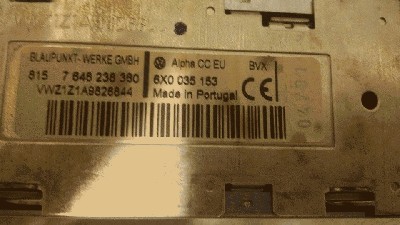 BLAUPUNKT-WERKE GMBH
Alpha CC EU BVX
815 7 646 236 380 6X0 035 153
VWZ1Z1A9826844 Made in Portugal CE